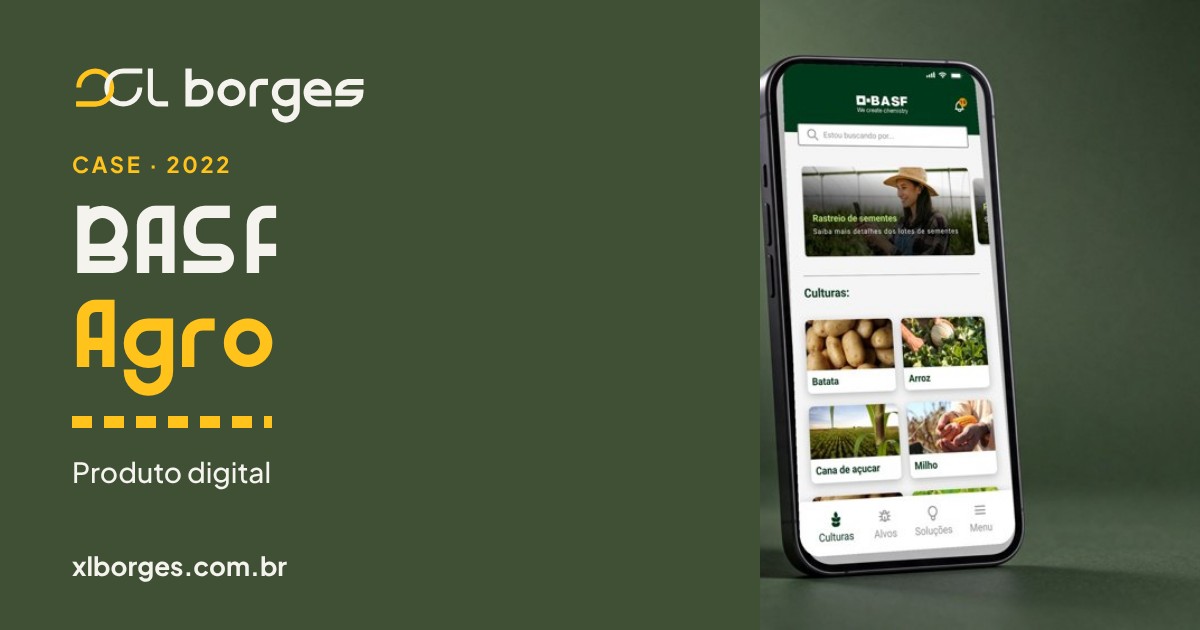 xl borges
CASE · 2022
BASF
Agro
Produto digital
xlborges.com.br
BASF
We create chemistry
Estou buscando por...
Rastreio de sementes
Saiba mais detalhes dos lotes de sementes
Culturas:
Batata
Arroz
Cana de açucar
Milho
Culturas
Alvos
Soluções
Menu